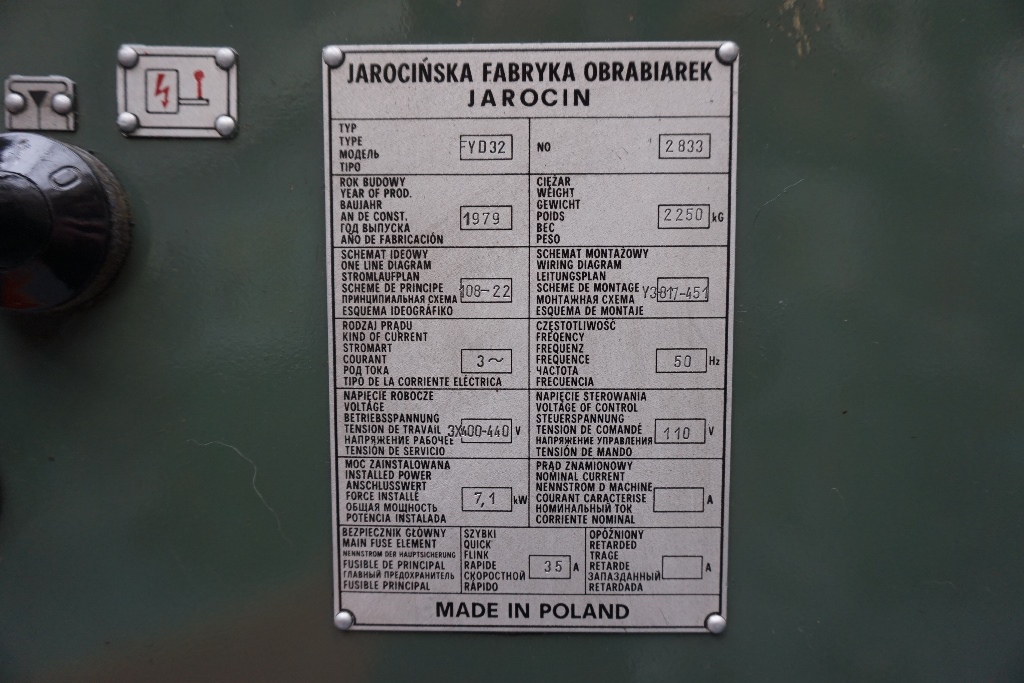 JAROCIŃSKA FABRYKA OBRABIAREK
JAROCIN
TYP
TYPE
МОДЕЛЬ
TIPO
FYD32
NO
2833
ROK BUDOWY
YEAR OF PROD.
BAUJAHR
AN DE CONST.
ГОД ВЫПУСКА
AÑO DE FABRICACIÓN
1979
CIĘŻAR
WEIGHT
GEWICHT
POIDS
ВЕС
PESO
2250 kG
SCHEMAT IDEOWY
ONE LINE DIAGRAM
STROMLAUFPLAN
SCHEME DE PRINCIPE
ПРИНЦИПИАЛЬНАЯ СХЕМА
ESQUEMA IDEOGRÁFIKO
108-22
SCHEMAT MONTAŻOWY
WIRING DIAGRAM
LEITUNGSPLAN
SCHEME DE MONTAGE
МОНТАЖНАЯ СХЕМА
ESQUEMA DE MONTAJE
Y3-817-451
RODZAJ PRĄDU
KIND OF CURRENT
STROMART
COURANT
РОД ТОКА
TIPO DE LA CORRIENTE ELÉCTRICA
3~
CZĘSTOTLIWOŚĆ
FREQENCY
FREQUENZ
FREQUENCE
ЧАСТОТА
FRECUENCIA
50 Hz
NAPIĘCIE ROBOCZE
VOLTAGE
BETRIEBSSPANNUNG
TENSION DE TRAVAIL
НАПРЯЖЕНИЕ РАБОЧЕЕ
TENSIÓN DE SERVICIO
3X400-440 V
NAPIĘCIE STEROWANIA
VOLTAGE OF CONTROL
STEUERSPANNUNG
TENSION DE COMANDÉ
НАПРЯЖЕНИЕ УПРАВЛЕНИЯ
TENSIÓN DE MANDO
110 V
MOC ZAINSTALOWANA
INSTALLED POWER
ANSCHLUSSWERT
FORCE INSTALLÉ
ОБЩАЯ МОЩНОСТЬ
POTENCIA INSTALADA
7,1 kW
PRĄD ZNAMIONOWY
NOMINAL CURRENT
NENNSTROM D MACHINE
COURANT CARACTERISE
НОМИНАЛЬНЫЙ ТОК
CORRIENTE NOMINAL
A
BEZPIECZNIK GŁÓWNY
MAIN FUSE ELEMENT
NENNSTROM DER HAUPTSICHERUNG
FUSIBLE DE PRINCIPAL
ГЛАВНЫЙ ПРЕДОХРАНИТЕЛЬ
FUSIBLE PRINCIPAL
SZYBKI
QUICK
FLINK
RAPIDE
СКОРОСТНОЙ
RÁPIDO
35 A
OPÓŹNIONY
RETARDED
TRAGE
RETARDE
ЗАПАЗДАННЫЙ
RETARDADA
A
MADE IN POLAND
0